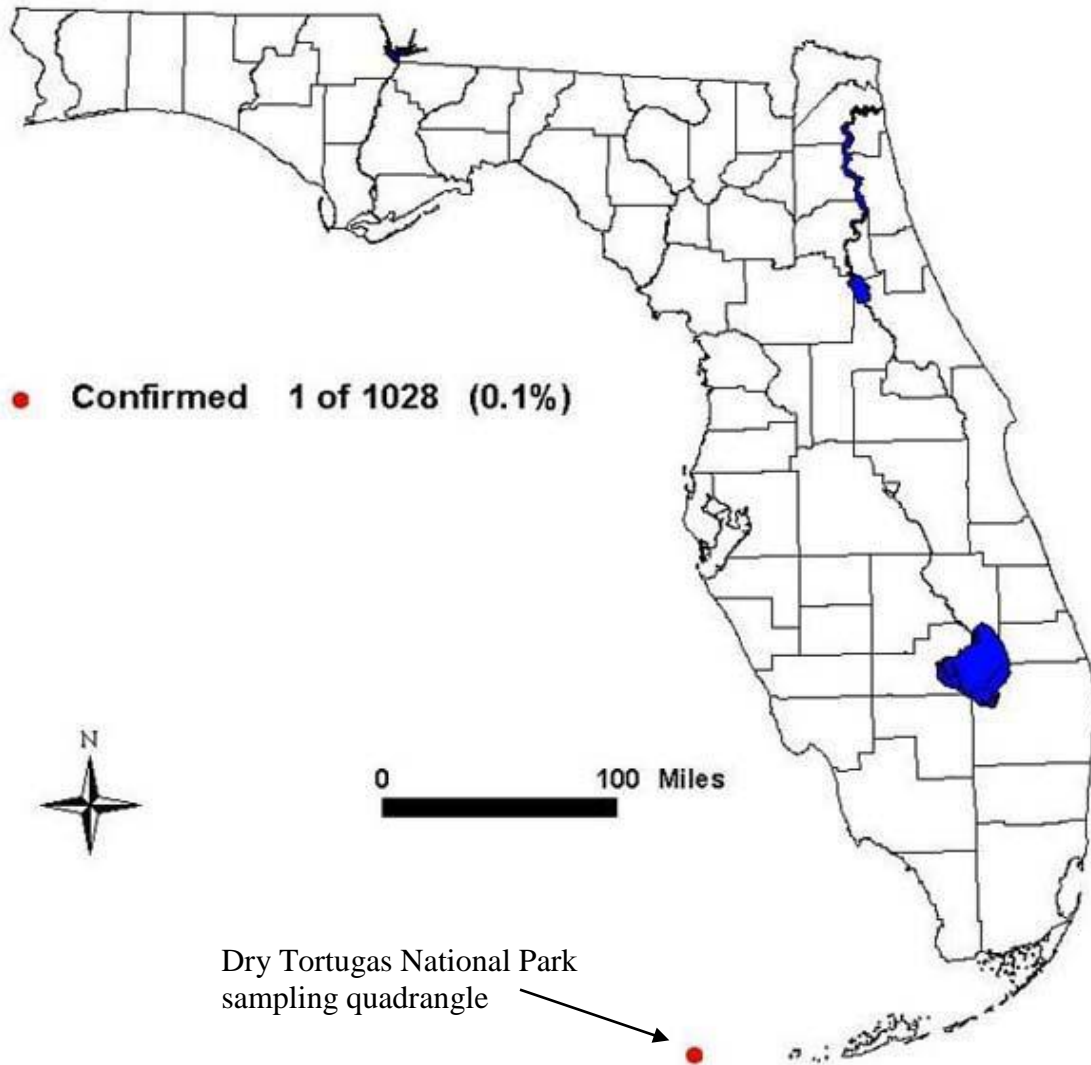 Confirmed 1 of 1028 (0.1%)
N
0 100 Miles
Dry Tortugas National Park
sampling quadrangle